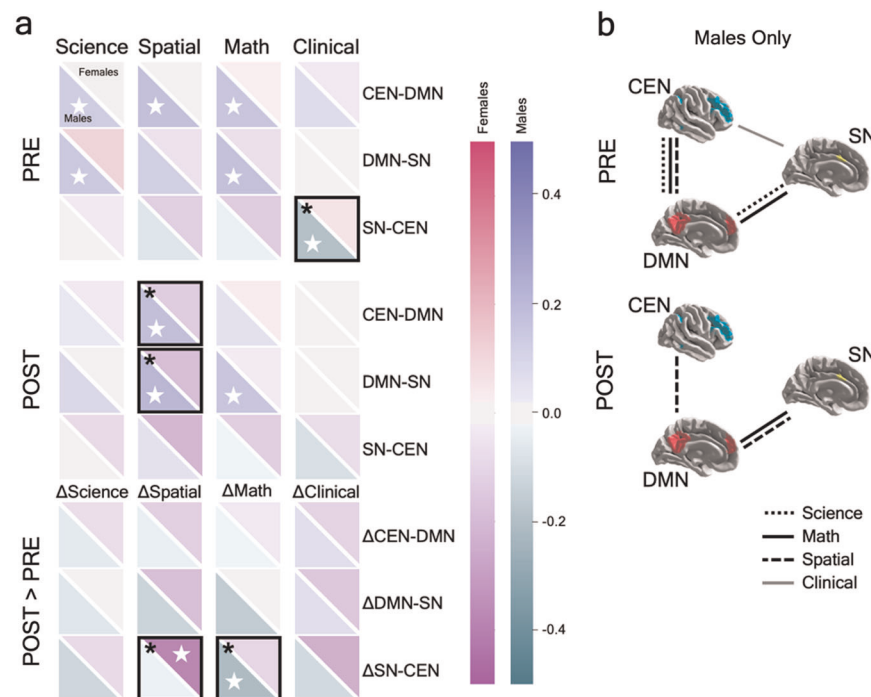 a
Science Spatial Math Clinical
Females
Males
PRE
CEN-DMN
DMN-SN
*
SN-CEN
POST
*
CEN-DMN
*
DMN-SN
SN-CEN
ΔScience ΔSpatial ΔMath ΔClinical
POST > PRE
ΔCEN-DMN
ΔDMN-SN
* *
ΔSN-CEN
Females
Males
0.4
0.2
0.0
-0.2
-0.4
b
Males Only
PRE
CEN
SN
DMN
POST
CEN
SN
DMN
Science
Math
Spatial
Clinical